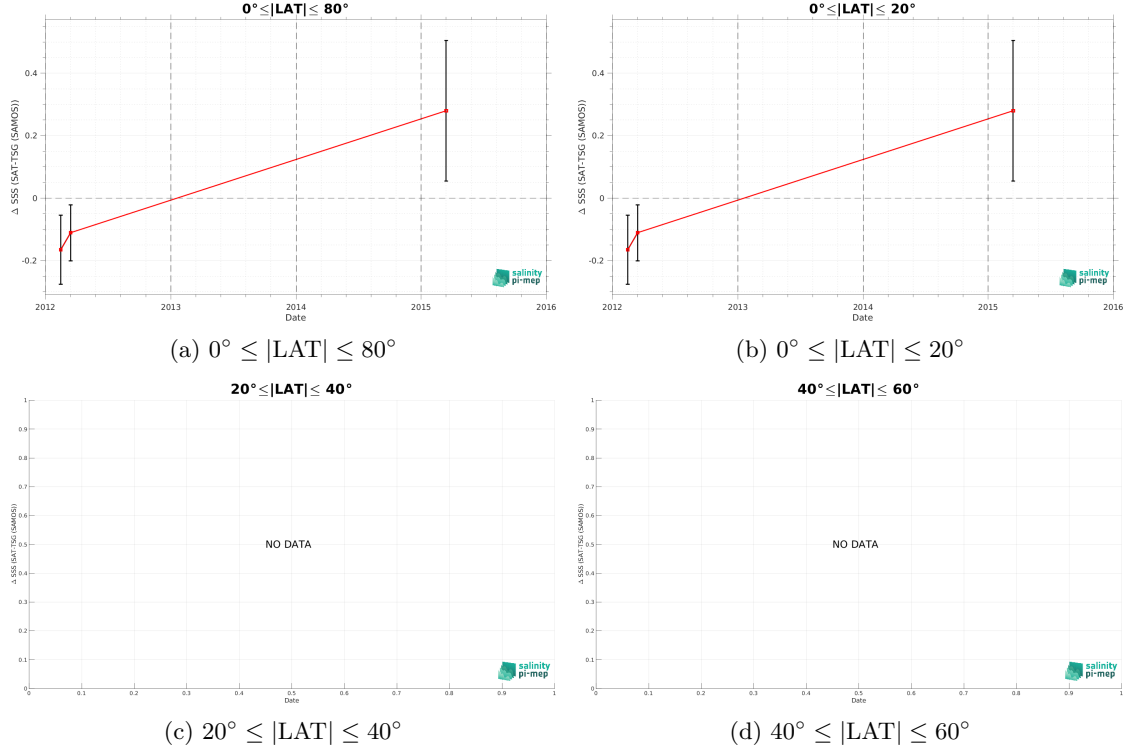 0°≤|LAT|≤ 80°
Δ SSS (SAT-TSG (SAMOS))
0.4
0.2
0
-0.2
2012 2013 2014 2015 2016
Date
salinity
pi-mep
(a) 0° ≤ |LAT| ≤ 80°
0°≤|LAT|≤ 20°
Δ SSS (SAT-TSG (SAMOS))
0.4
0.2
0
-0.2
2012 2013 2014 2015 2016
Date
salinity
pi-mep
(b) 0° ≤ |LAT| ≤ 20°
20°≤|LAT|≤ 40°
Δ SSS (SAT-TSG (SAMOS))
1
0.9
0.8
0.7
0.6
0.5
0.4
0.3
0.2
0.1
0
NO DATA
0 0.1 0.2 0.3 0.4 0.5 0.6 0.7 0.8 0.9 1
Date
salinity
pi-mep
(c) 20° ≤ |LAT| ≤ 40°
40°≤|LAT|≤ 60°
Δ SSS (SAT-TSG (SAMOS))
1
0.9
0.8
0.7
0.6
0.5
0.4
0.3
0.2
0.1
0
NO DATA
0 0.1 0.2 0.3 0.4 0.5 0.6 0.7 0.8 0.9 1
Date
salinity
pi-mep
(d) 40° ≤ |LAT| ≤ 60°